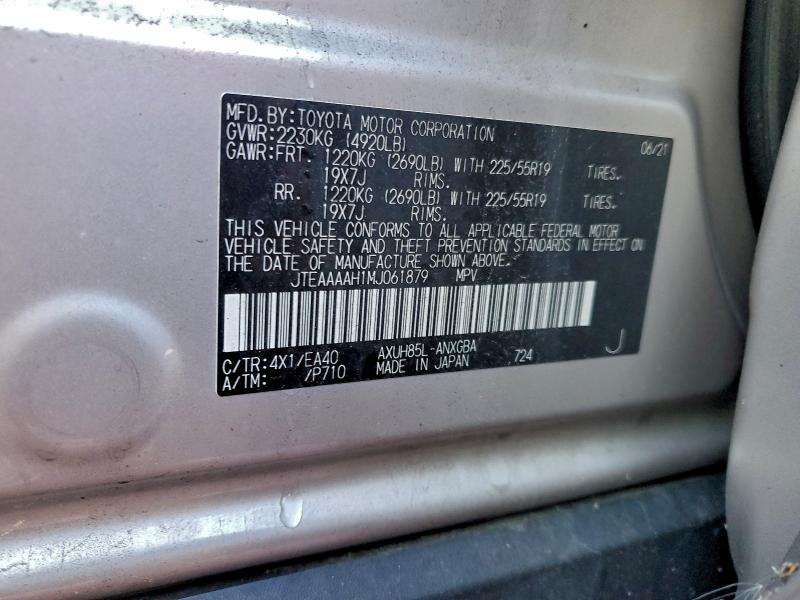 MFD.BY:TOYOTA MOTOR CORPORATION 06/21
GVWR:2230KG (4920LB)
GAWR:FRT. 1220KG (2690LB) WITH 225/55R19 TIRES.
19X7J RIMS.
RR. 1220KG (2690LB) WITH 225/55R19 TIRES.
19X7J RIMS.
THIS VEHICLE CONFORMS TO ALL APPLICABLE FEDERAL MOTOR
VEHICLE SAFETY AND THEFT PREVENTION STANDARDS IN EFFECT ON
THE DATE OF MANUFACTURE SHOWN ABOVE.
JTEAAAAH1MJ061879 MPV
C/TR:4X1/EA40 AXUH85L-ANXGBA 724 J
A/TM: /P710 MADE IN JAPAN